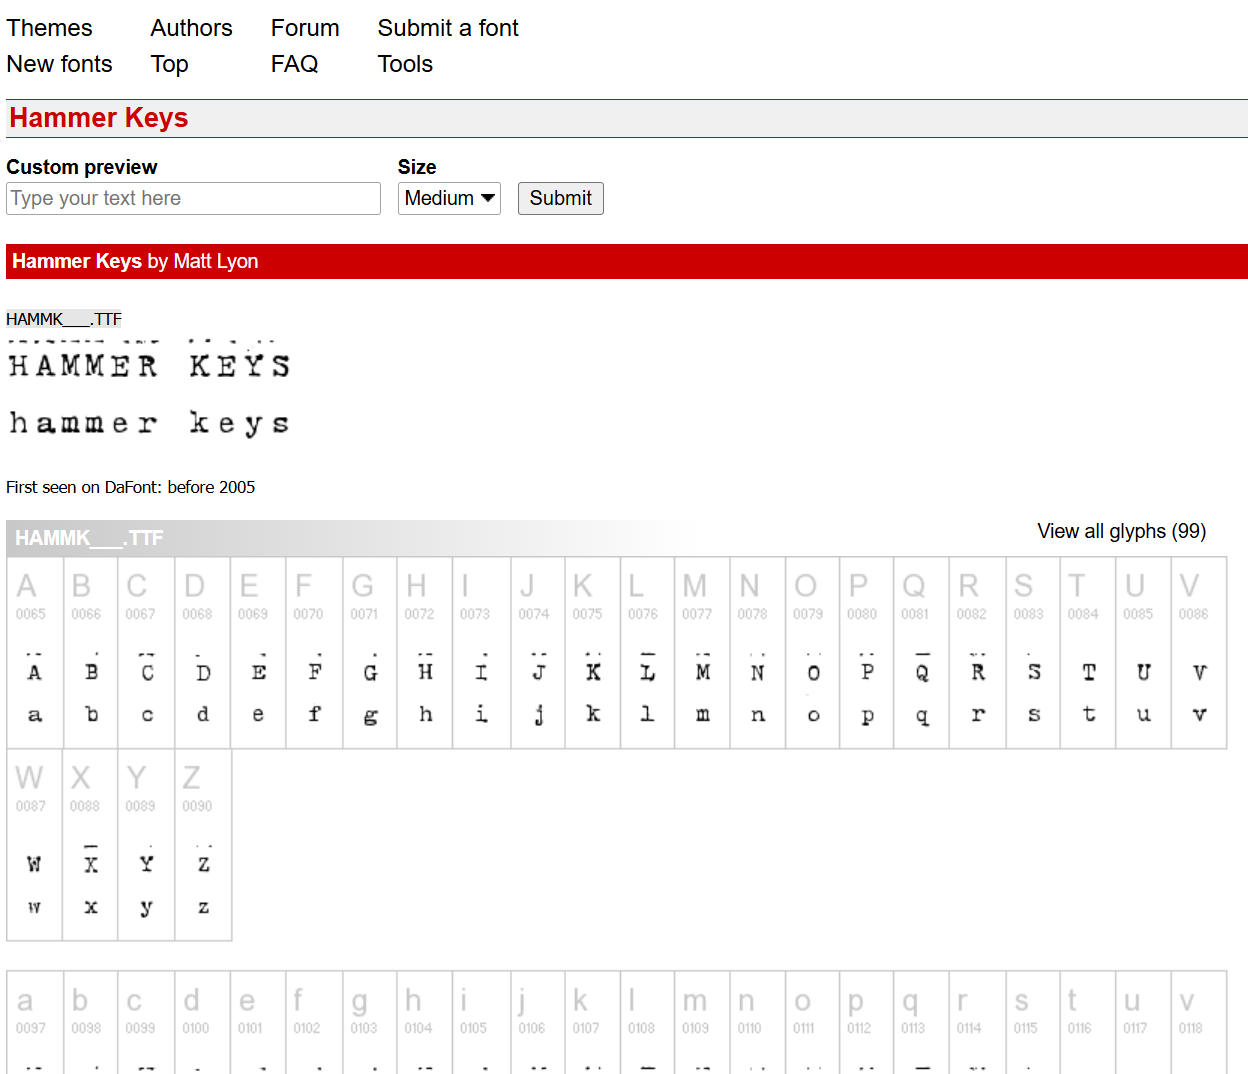 Themes Authors Forum Submit a font
New fonts Top FAQ Tools
Hammer Keys
Custom preview Size
Type your text here Medium Submit
Hammer Keys by Matt Lyon
HAMMK___.TTF
HAMMER KEYS
hammer keys
First seen on DaFont: before 2005
HAMMK___.TTF View all glyphs (99)
A B C D E F G H I J K L M N O P Q R S T U V
0065 0066 0067 0068 0069 0070 0071 0072 0073 0074 0075 0076 0077 0078 0079 0080 0081 0082 0083 0084 0085 0086
A B C D E F G H I J K L M N O P Q R S T U V
a b c d e f g h i j k l m n o p q r s t u v
W X Y Z
0087 0088 0089 0090
W X Y Z
w x y z
a b c d e f g h i j k l m n o p q r s t u v
0097 0098 0099 0100 0101 0102 0103 0104 0105 0106 0107 0108 0109 0110 0111 0112 0113 0114 0115 0116 0117 0118